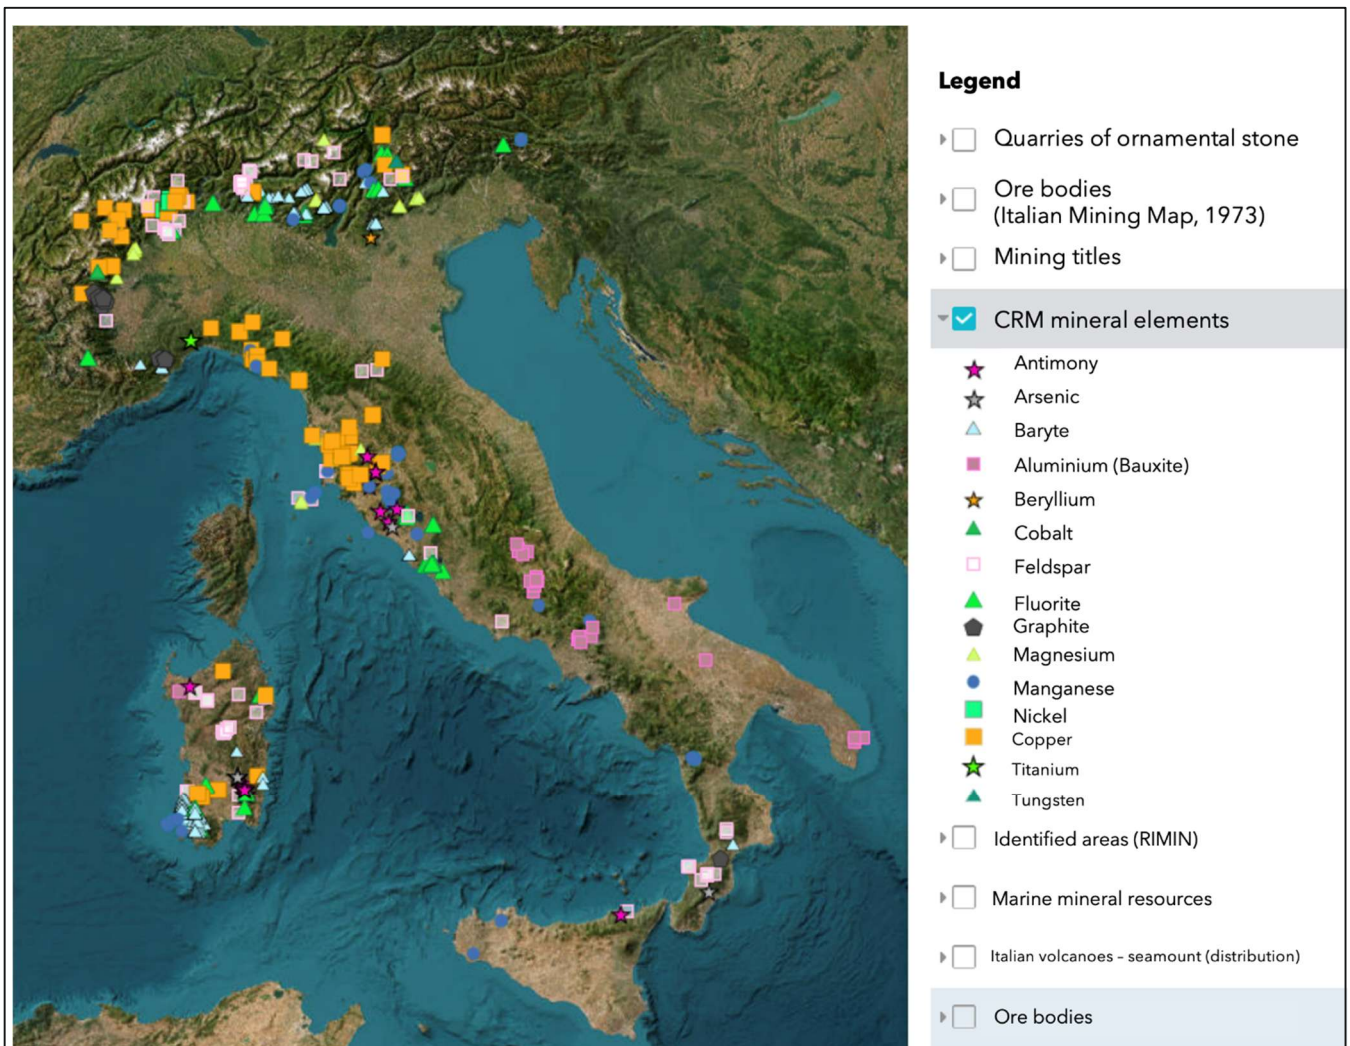 Legend
Quarries of ornamental stone
Ore bodies
(Italian Mining Map, 1973)
Mining titles
CRM mineral elements
Antimony
Arsenic
Baryte
Aluminium (Bauxite)
Beryllium
Cobalt
Feldspar
Fluorite
Graphite
Magnesium
Manganese
Nickel
Copper
Titanium
Tungsten
Identified areas (RIMIN)
Marine mineral resources
Italian volcanoes – seamount (distribution)
Ore bodies